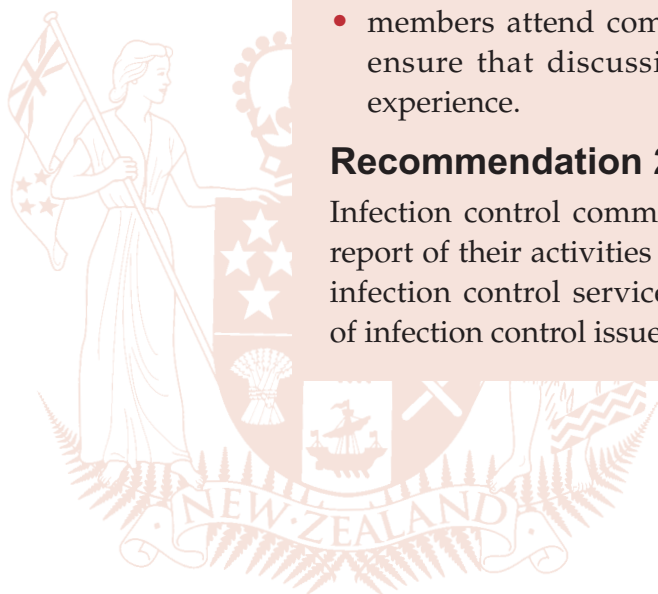 • members attend com
ensure that discussi
experience.
Recommendation 2
Infection control comm
report of their activities
infection control service
of infection control issue
NEW·ZEALAND